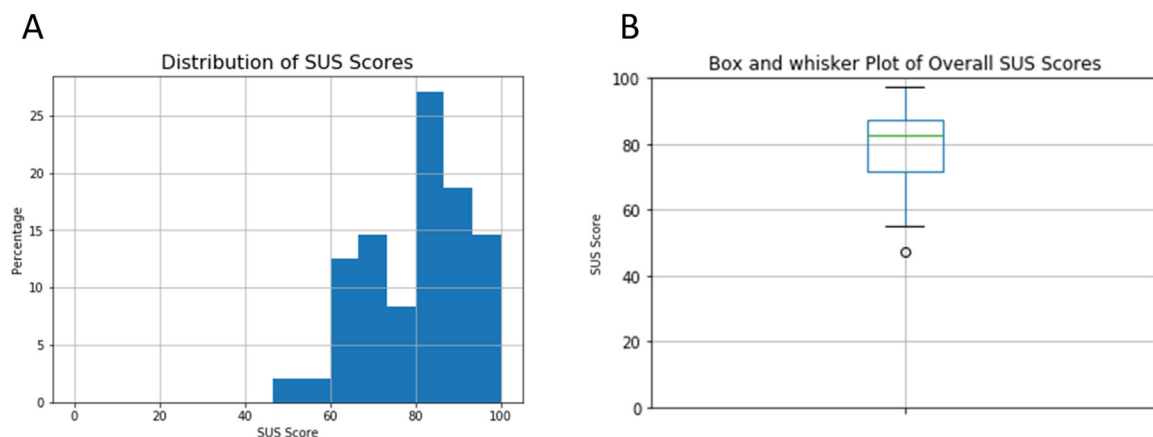 A
Distribution of SUS Scores
Percentage
25
20
15
10
5
0
0 20 40 60 80 100
SUS Score
B
Box and whisker Plot of Overall SUS Scores
SUS Score
100
80
60
40
20
0